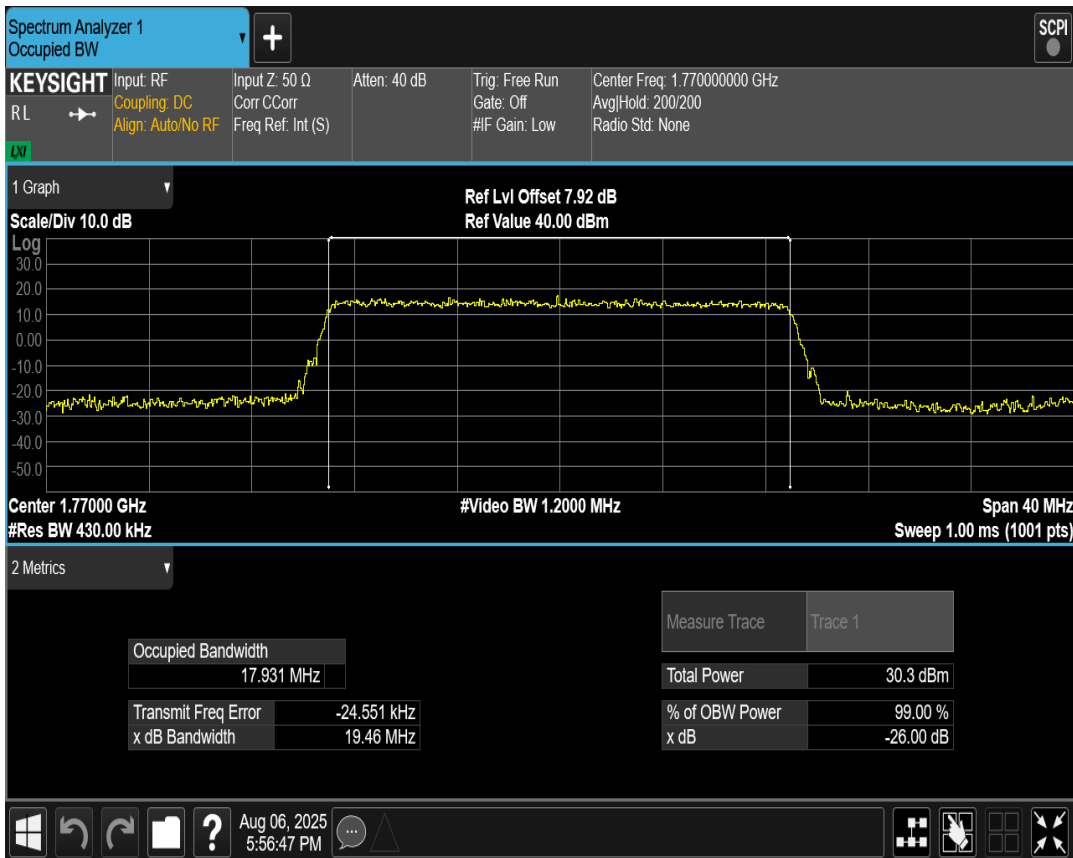 Spectrum Analyzer 1
Occupied BW
SCPI
KEYSIGHT
RL
LXI
Input: RF
Coupling: DC
Align: Auto/No RF
Input Z: 50 Ω
Corr CCorr
Freq Ref: Int (S)
Atten: 40 dB
Trig: Free Run
Gate: Off
#IF Gain: Low
Center Freq: 1.770000000 GHz
Avg|Hold: 200/200
Radio Std: None
1 Graph
Ref Lvl Offset 7.92 dB
Scale/Div 10.0 dB
Ref Value 40.00 dBm
Log
30.0
20.0
10.0
0.00
-10.0
-20.0
-30.0
-40.0
-50.0
Center 1.77000 GHz
#Video BW 1.2000 MHz
Span 40 MHz
#Res BW 430.00 kHz
Sweep 1.00 ms (1001 pts)
2 Metrics
Measure Trace Trace 1
Occupied Bandwidth
17.931 MHz
Total Power 30.3 dBm
Transmit Freq Error -24.551 kHz
% of OBW Power 99.00 %
x dB Bandwidth 19.46 MHz
x dB -26.00 dB
?
Aug 06, 2025
5:56:47 PM